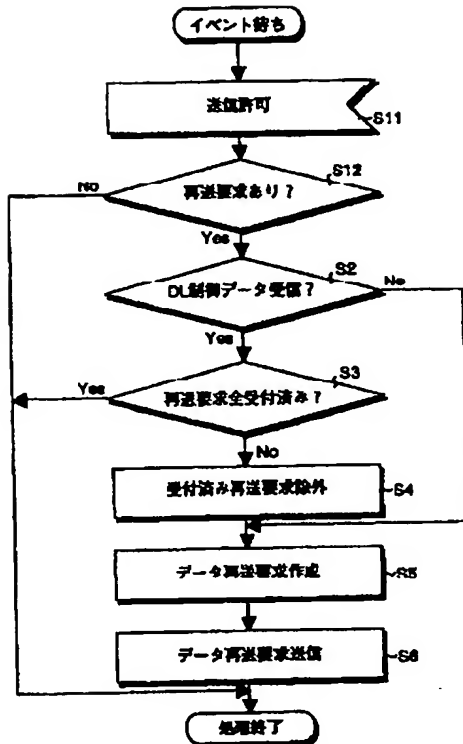 イベント待ち
送信許可
S11
再送要求あり?
S12
No
Yes
DL制御データ受信?
S2
No
Yes
再送要求全受付済み?
S3
Yes
No
受付済み再送要求除外
S4
データ再送要求作成
S5
データ再送要求送信
S6
処理終了